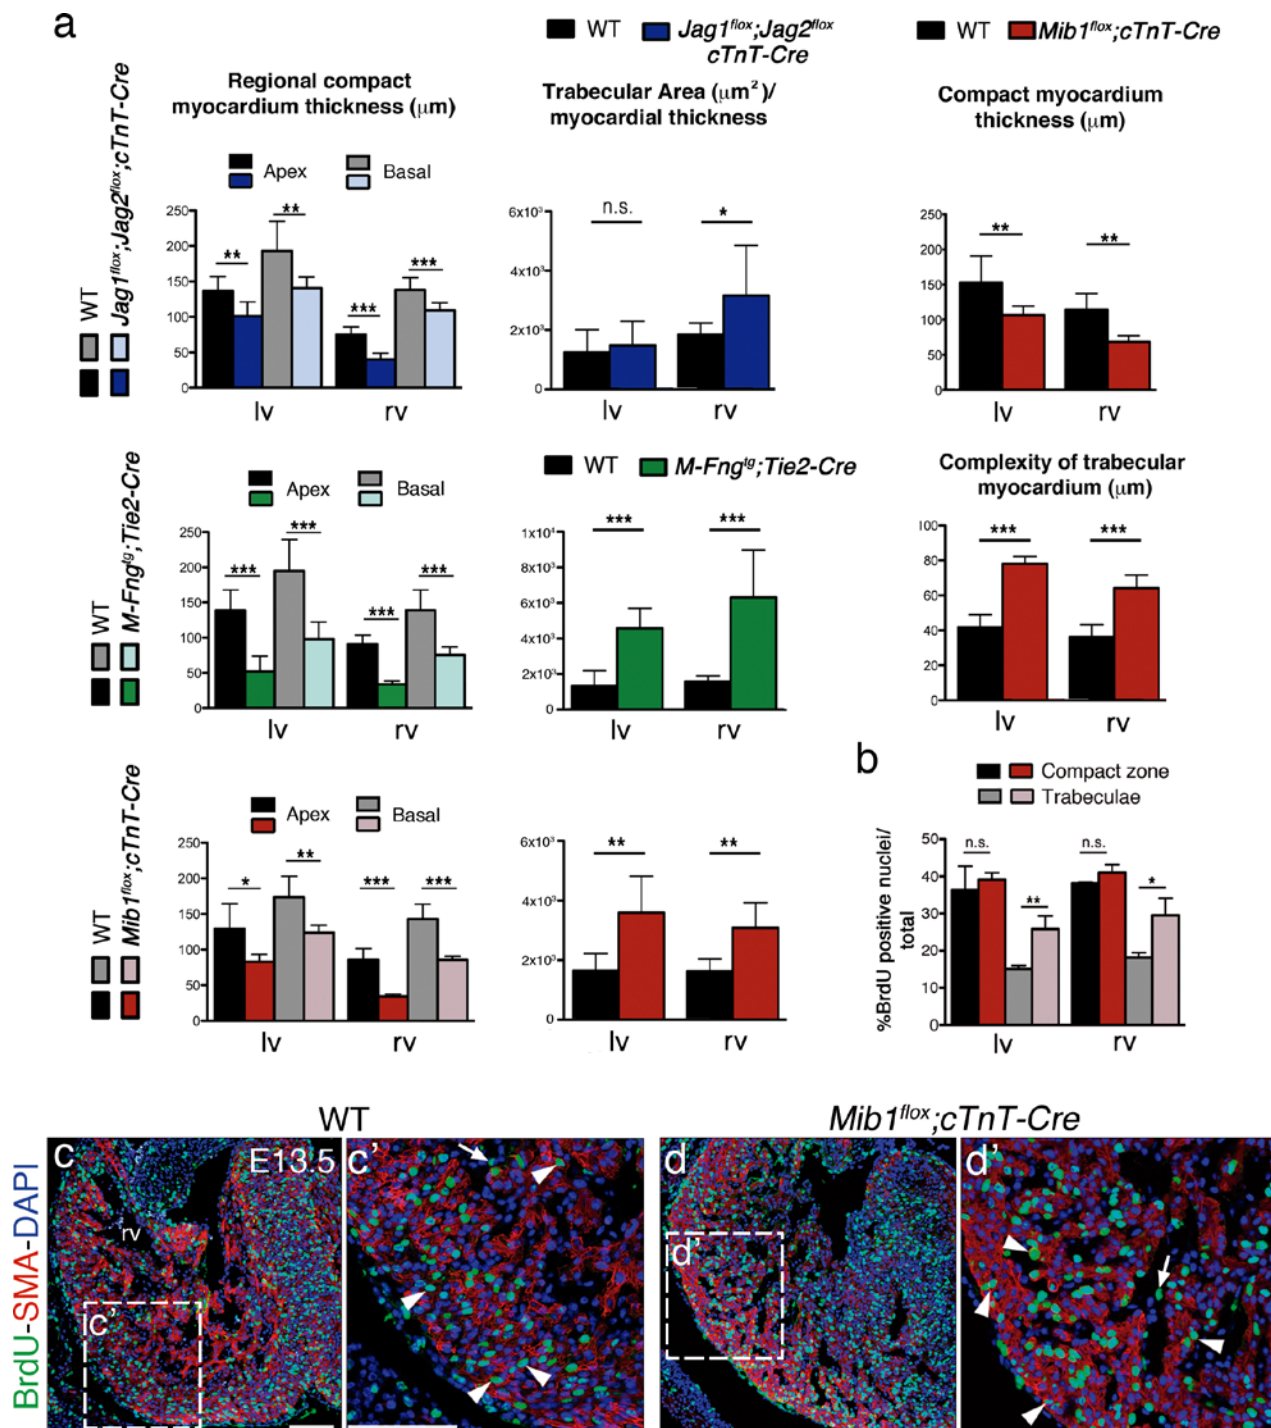 a
WT
Jag1flox;Jag2flox
cTnT-Cre
WT
Mib1flox;cTnT-Cre
Regional compact
myocardium thickness (μm)
Trabecular Area (μm²)/
myocardial thickness
Compact myocardium
thickness (μm)
WT
Jag1flox;Jag2flox;cTnT-Cre
Apex
Basal
250
200
150
100
50
0
**
**
***
***
lv
rv
6x10³
4x10³
2x10³
0
n.s.
*
lv
rv
250
200
150
100
50
0
**
**
lv
rv
WT
M-Fngtg;Tie2-Cre
Apex
Basal
250
200
150
100
50
0
***
***
***
***
lv
rv
WT
M-Fngtg;Tie2-Cre
1x10⁴
8x10³
6x10³
4x10³
2x10³
0
***
***
lv
rv
Complexity of trabecular
myocardium (μm)
100
80
60
40
20
0
***
***
lv
rv
WT
Mib1flox;cTnT-Cre
Apex
Basal
250
200
150
100
50
0
*
**
***
***
lv
rv
6x10³
4x10³
2x10³
0
**
**
lv
rv
b
Compact zone
Trabeculae
%BrdU positive nuclei/
total
50
40
30
20
10
0
n.s.
**
n.s.
*
lv
rv
WT
Mib1flox;cTnT-Cre
BrdU-SMA-DAPI
c
E13.5
rv
c'
c'
d
d'
d'